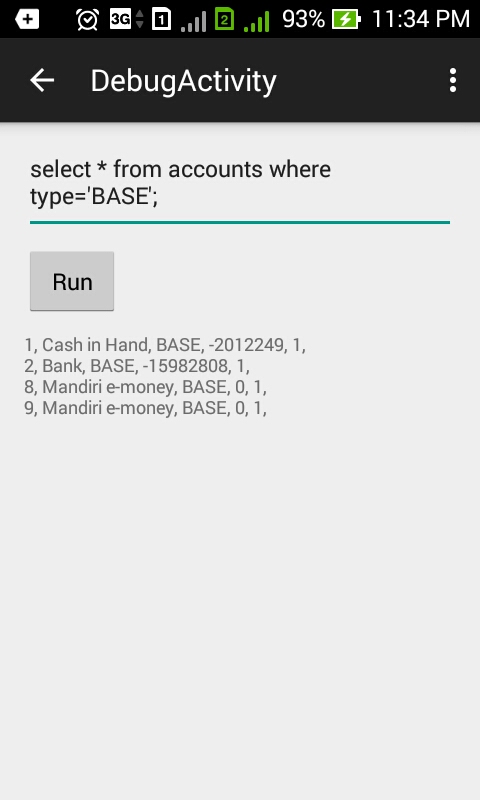 3G 1 2 93% 11:34 PM
DebugActivity
select * from accounts where
type='BASE';
Run
1, Cash in Hand, BASE, -2012249, 1,
2, Bank, BASE, -15982808, 1,
8, Mandiri e-money, BASE, 0, 1,
9, Mandiri e-money, BASE, 0, 1,